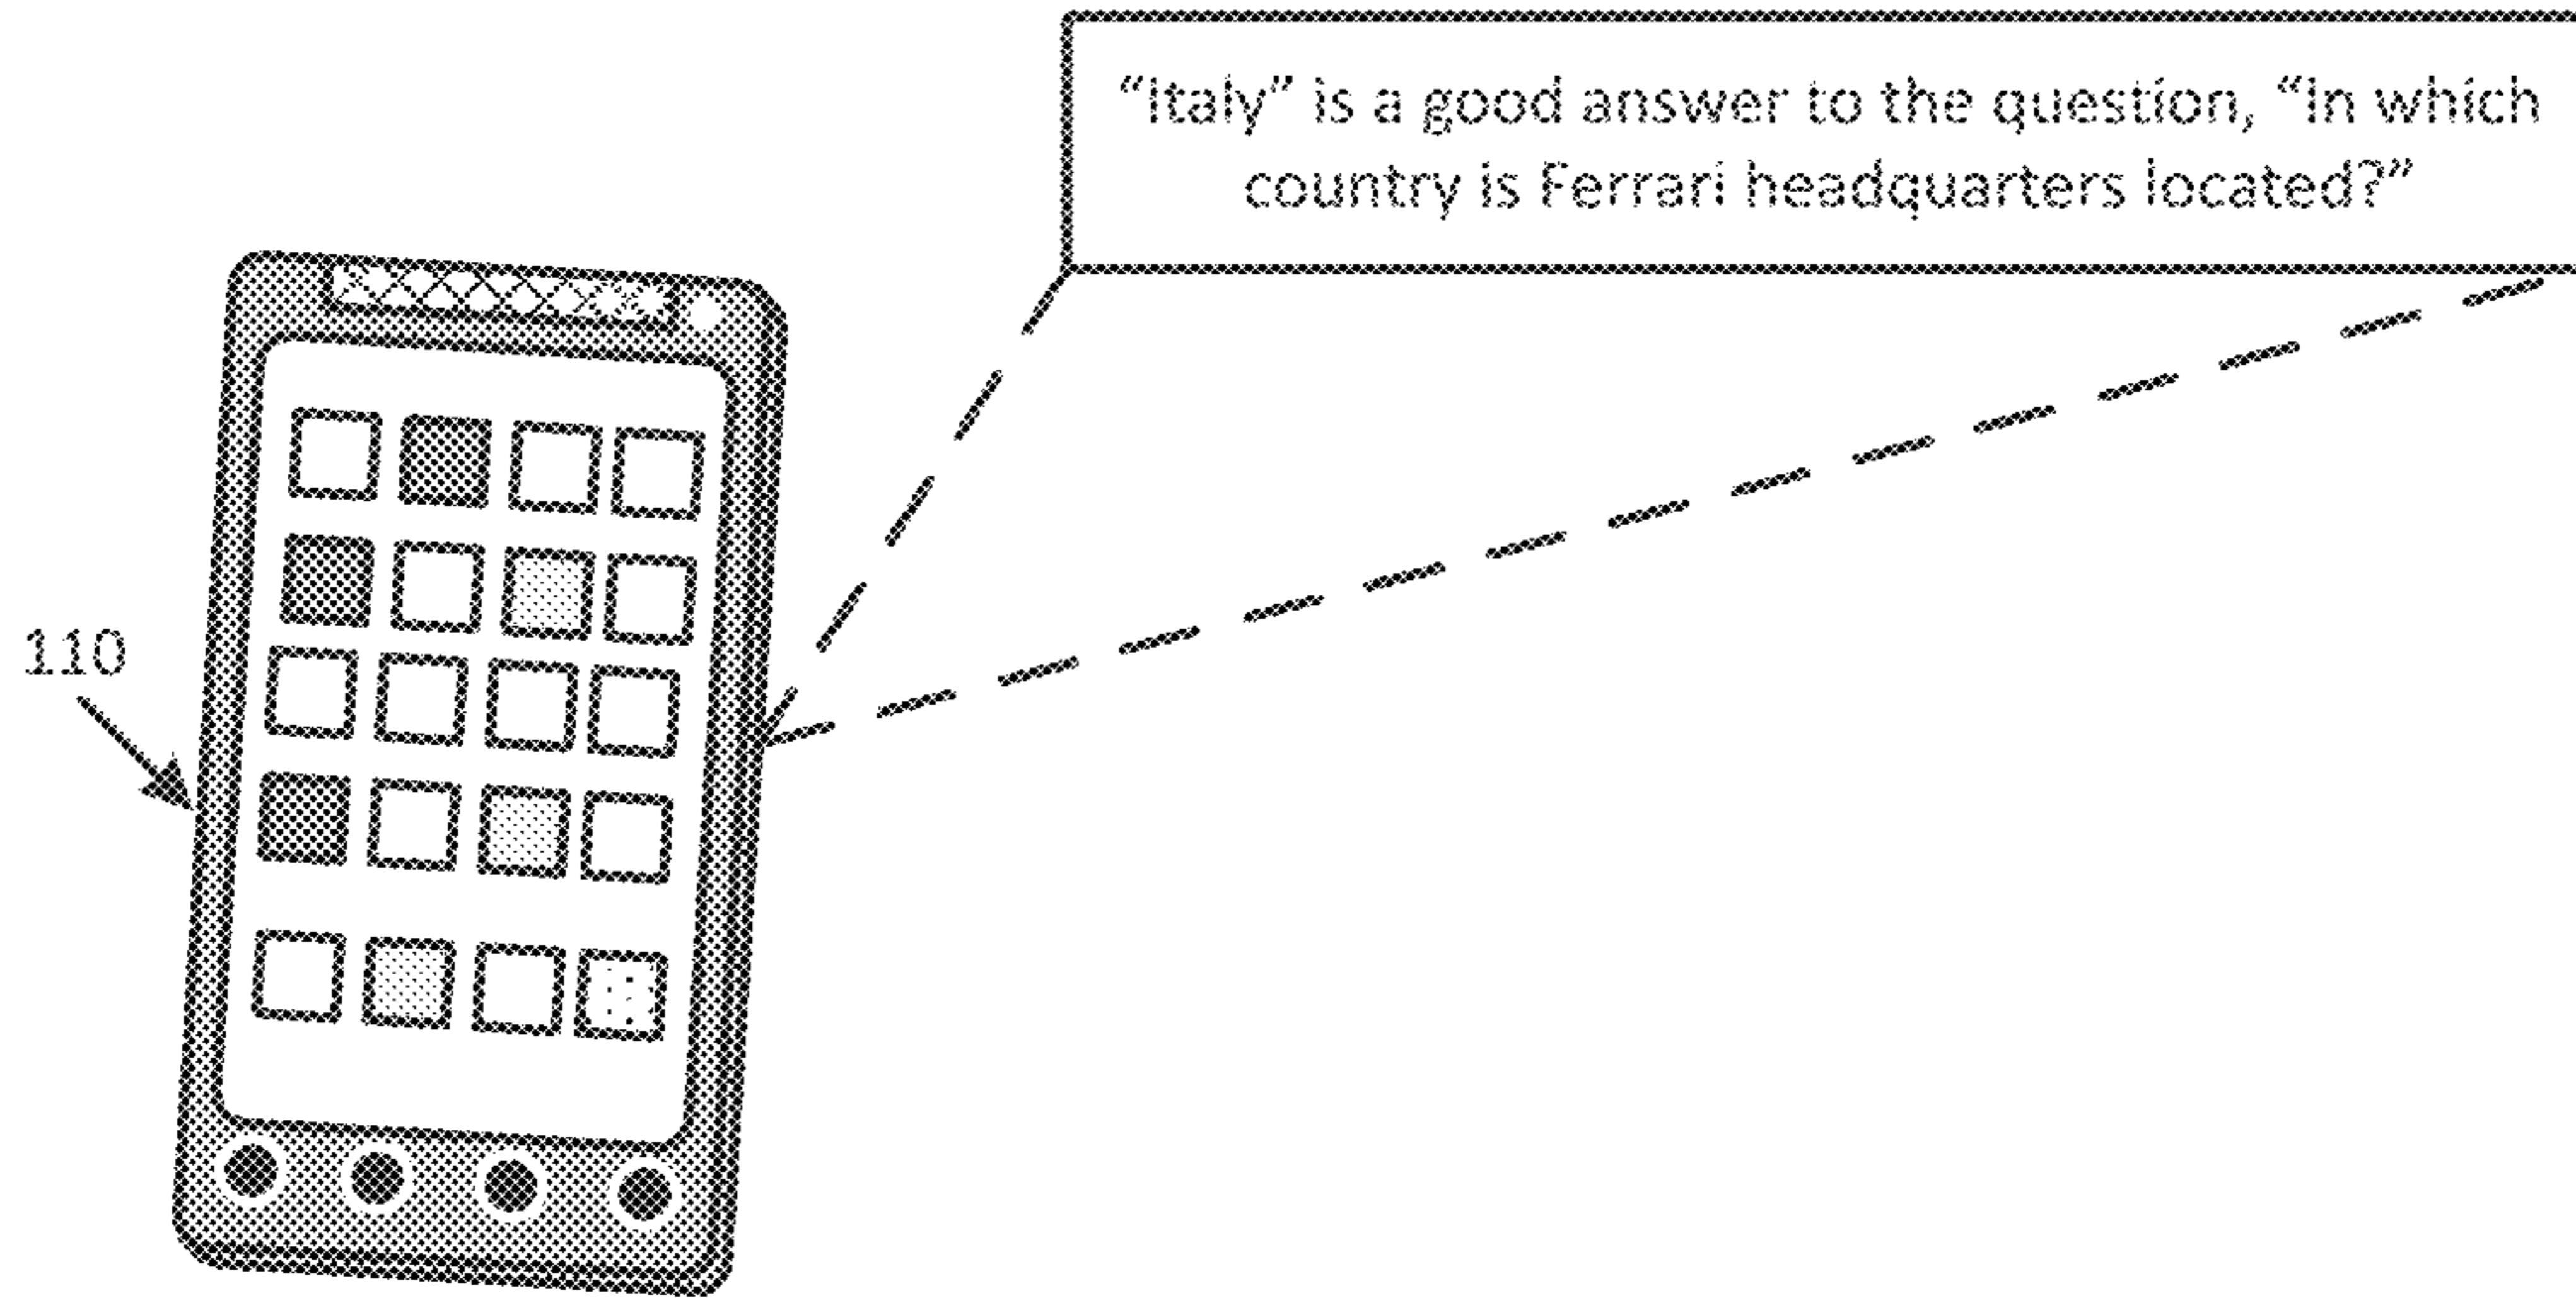 “Italy” is a good answer to the question, “In which
country is Ferrari headquarters located?”
110